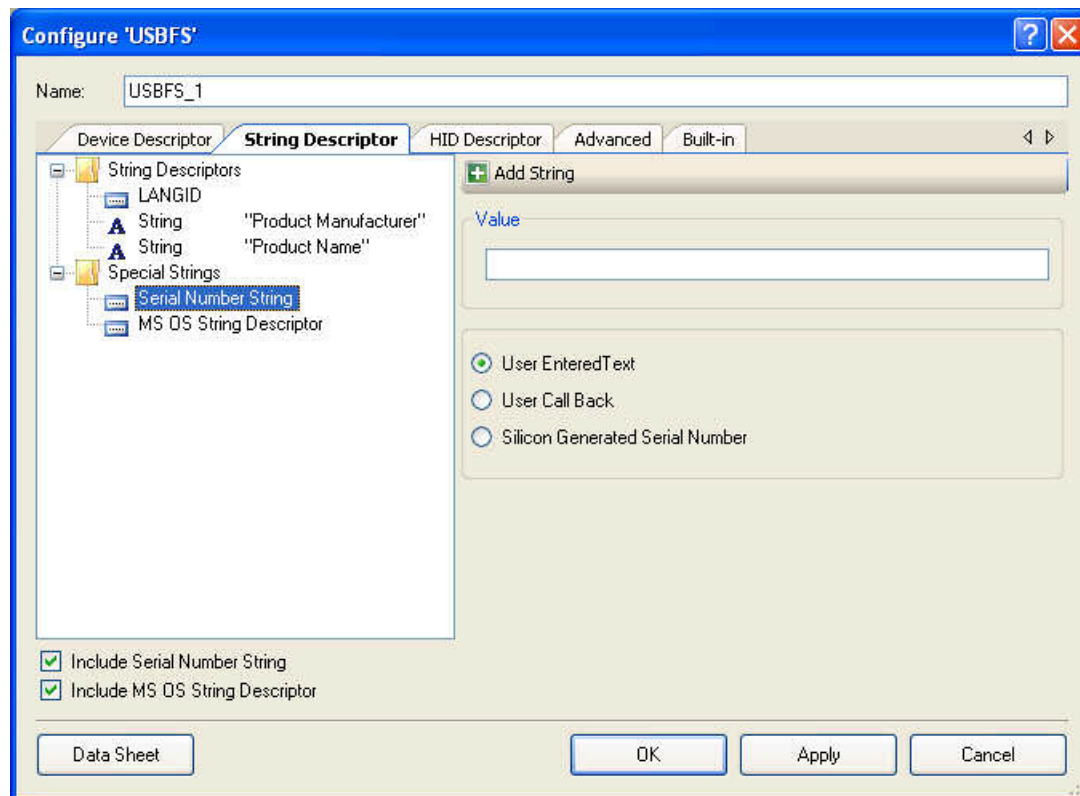 Configure 'USBFS'
Name: USBFS_1
Device Descriptor String Descriptor HID Descriptor Advanced Built-in
String Descriptors
LANGID
String "Product Manufacturer"
String "Product Name"
Special Strings
Serial Number String
MS OS String Descriptor
Add String
Value
User EnteredText
User Call Back
Silicon Generated Serial Number
Include Serial Number String
Include MS OS String Descriptor
Data Sheet OK Apply Cancel